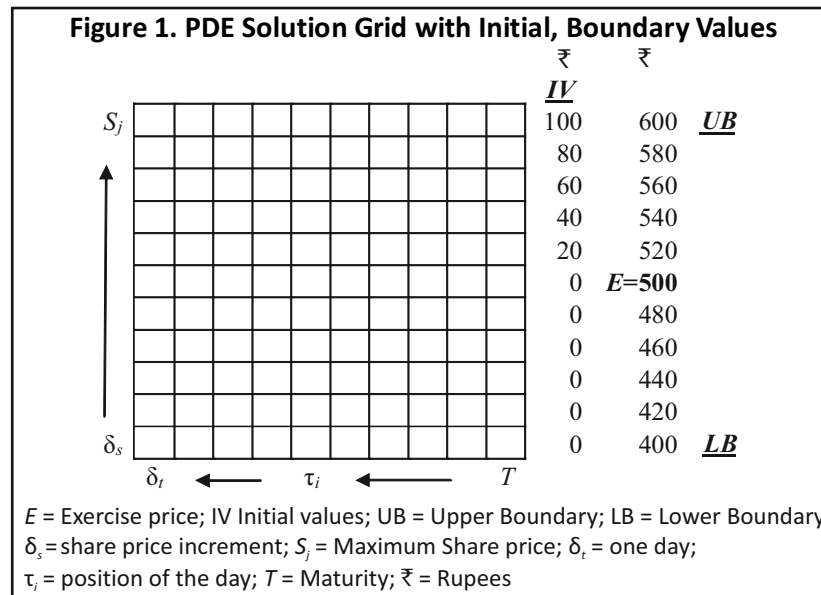 Figure 1. PDE Solution Grid with Initial, Boundary Values
₹ ₹
IV
S_j 100 600 UB
80 580
60 560
40 540
20 520
0 E=500
0 480
0 460
0 440
0 420
δ_s 0 400 LB
δ_t τ_i T
E = Exercise price; IV Initial values; UB = Upper Boundary; LB = Lower Boundary
δ_s = share price increment; S_j = Maximum Share price; δ_t = one day;
τ_i = position of the day; T = Maturity; ₹ = Rupees